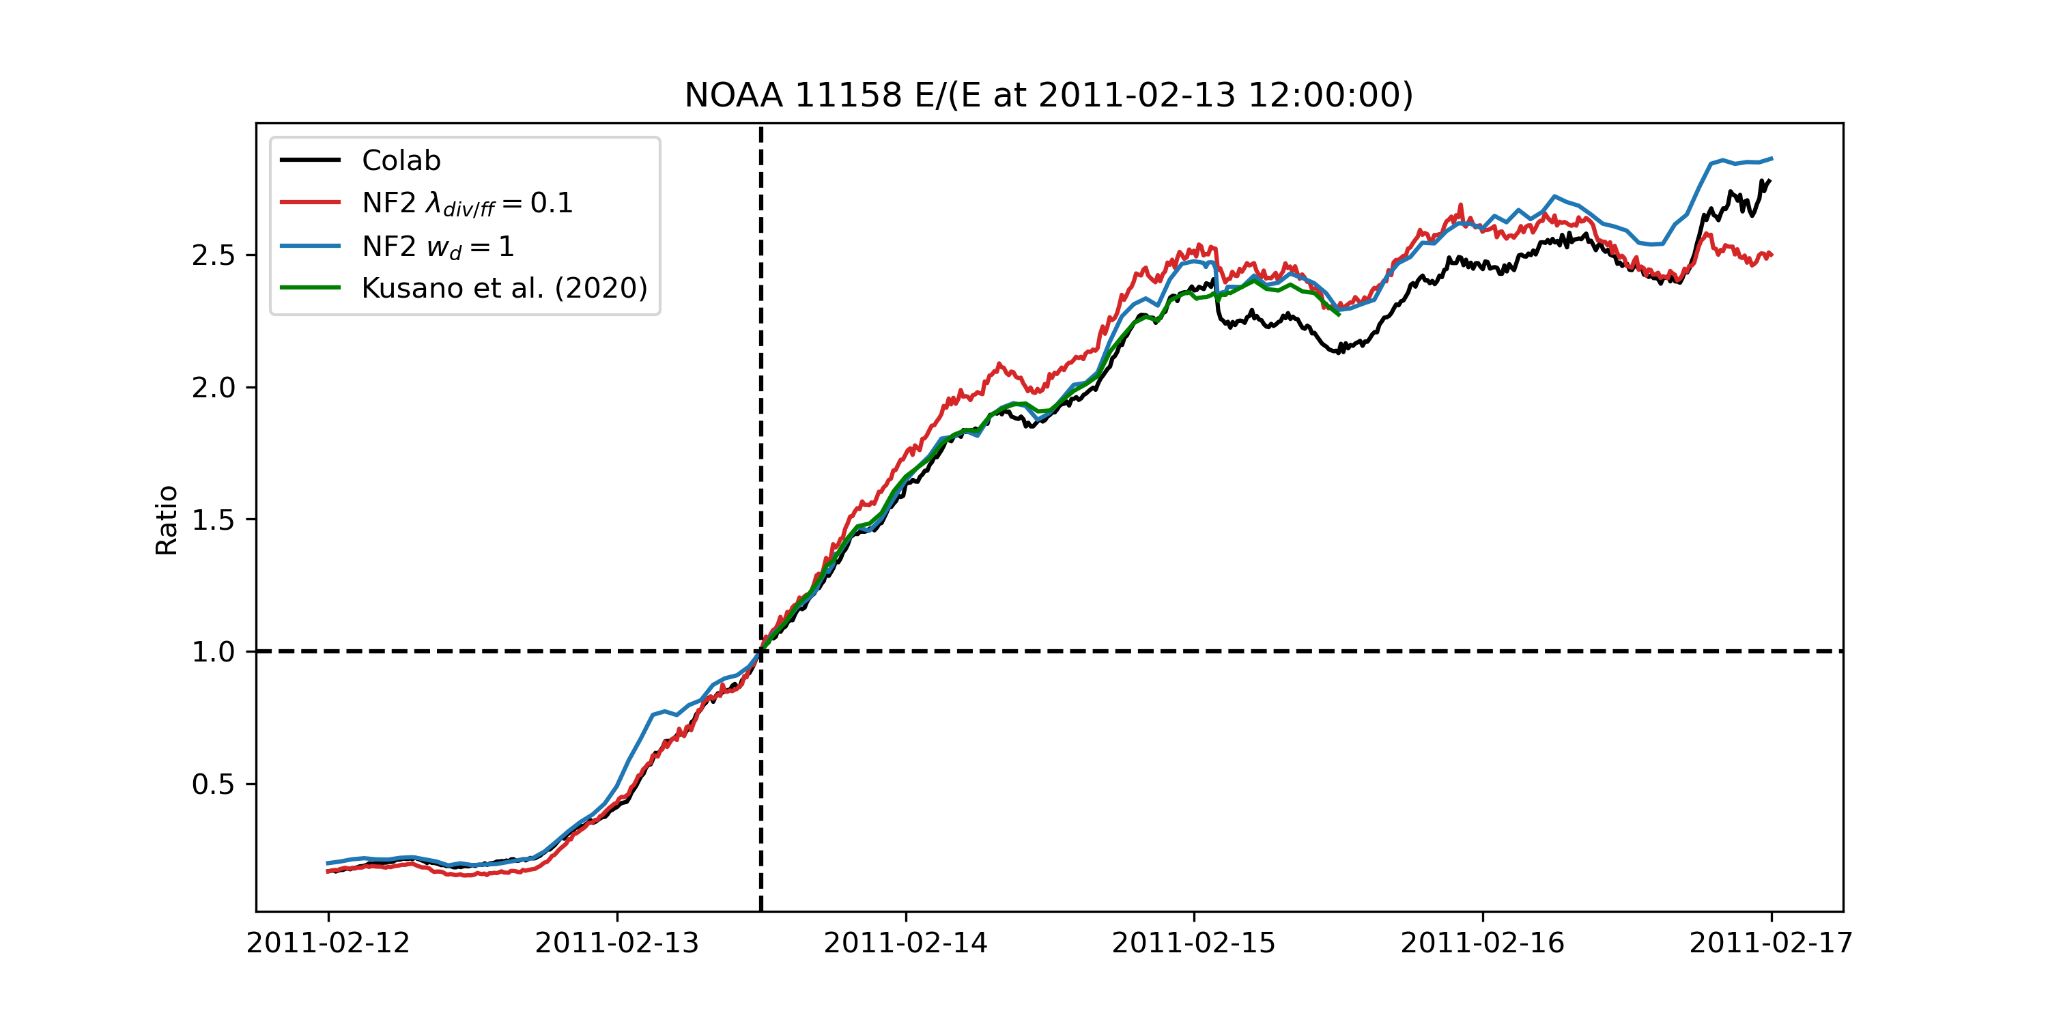 NOAA 11158 E/(E at 2011-02-13 12:00:00)
Colab
NF2 λdiv/ff = 0.1
NF2 wd = 1
Kusano et al. (2020)
Ratio
2.5
2.0
1.5
1.0
0.5
2011-02-12 2011-02-13 2011-02-14 2011-02-15 2011-02-16 2011-02-17